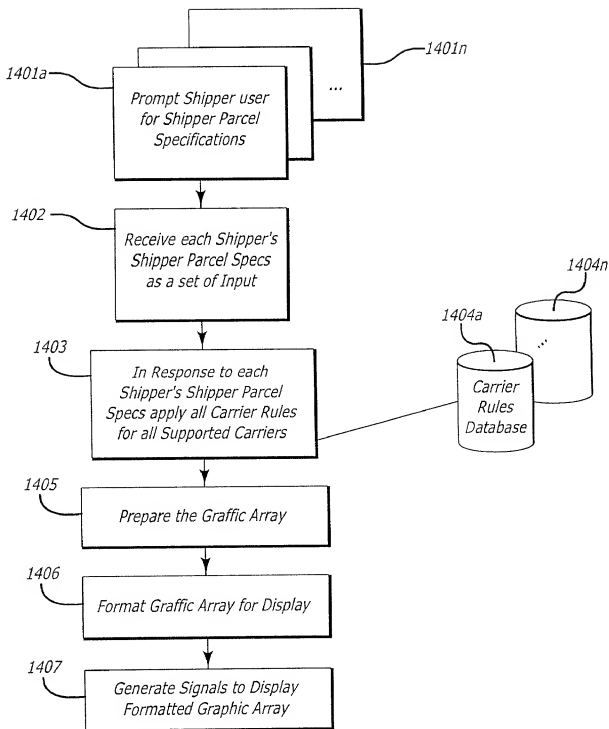 1401n
1401a
...
Prompt Shipper user
for Shipper Parcel
Specifications
1402
Receive each Shipper's
Shipper Parcel Specs
as a set of Input
1404n
...
1404a
Carrier
Rules
Database
1403
In Response to each
Shipper's Shipper Parcel
Specs apply all Carrier Rules
for all Supported Carriers
1405
Prepare the Graffic Array
1406
Format Graffic Array for Display
1407
Generate Signals to Display
Formatted Graphic Array